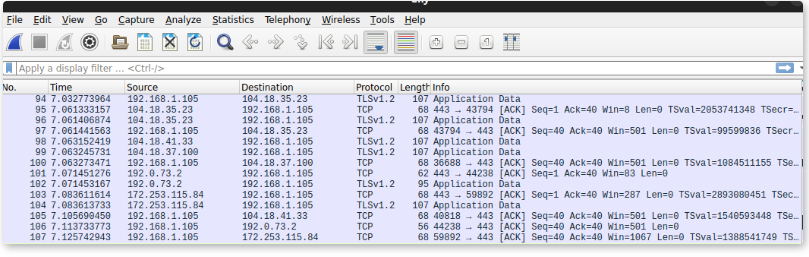 File Edit View Go Capture Analyze Statistics Telephony Wireless Tools Help
Apply a display filter … <Ctrl-/>
No. Time Source Destination Protocol Length Info
94 7.032773964 192.168.1.105 104.18.35.23 TLSv1.2 107 Application Data
95 7.061333157 104.18.35.23 192.168.1.105 TCP 68 443 → 43794 [ACK] Seq=1 Ack=40 Win=8 Len=0 TSval=2053741348 TSecr=…
96 7.061406874 104.18.35.23 192.168.1.105 TLSv1.2 107 Application Data
97 7.061441563 192.168.1.105 104.18.35.23 TCP 68 43794 → 443 [ACK] Seq=40 Ack=40 Win=501 Len=0 TSval=99599836 TSecr…
98 7.063152419 104.18.41.33 192.168.1.105 TLSv1.2 107 Application Data
99 7.063245731 104.18.37.100 192.168.1.105 TLSv1.2 107 Application Data
100 7.063273471 192.168.1.105 104.18.37.100 TCP 68 36688 → 443 [ACK] Seq=40 Ack=40 Win=501 Len=0 TSval=1084511155 TSe…
101 7.071451276 192.0.73.2 192.168.1.105 TCP 62 443 → 44238 [ACK] Seq=1 Ack=40 Win=83 Len=0
102 7.071453167 192.0.73.2 192.168.1.105 TLSv1.2 95 Application Data
103 7.083611614 172.253.115.84 192.168.1.105 TCP 68 443 → 59892 [ACK] Seq=1 Ack=40 Win=287 Len=0 TSval=2893080451 TSec…
104 7.083613733 172.253.115.84 192.168.1.105 TLSv1.2 107 Application Data
105 7.105690450 192.168.1.105 104.18.41.33 TCP 68 40818 → 443 [ACK] Seq=40 Ack=40 Win=501 Len=0 TSval=1540593448 TSe…
106 7.113733773 192.168.1.105 192.0.73.2 TCP 56 44238 → 443 [ACK] Seq=40 Ack=40 Win=501 Len=0
107 7.125742943 192.168.1.105 172.253.115.84 TCP 68 59892 → 443 [ACK] Seq=40 Ack=40 Win=1067 Len=0 TSval=1388541749 TS…